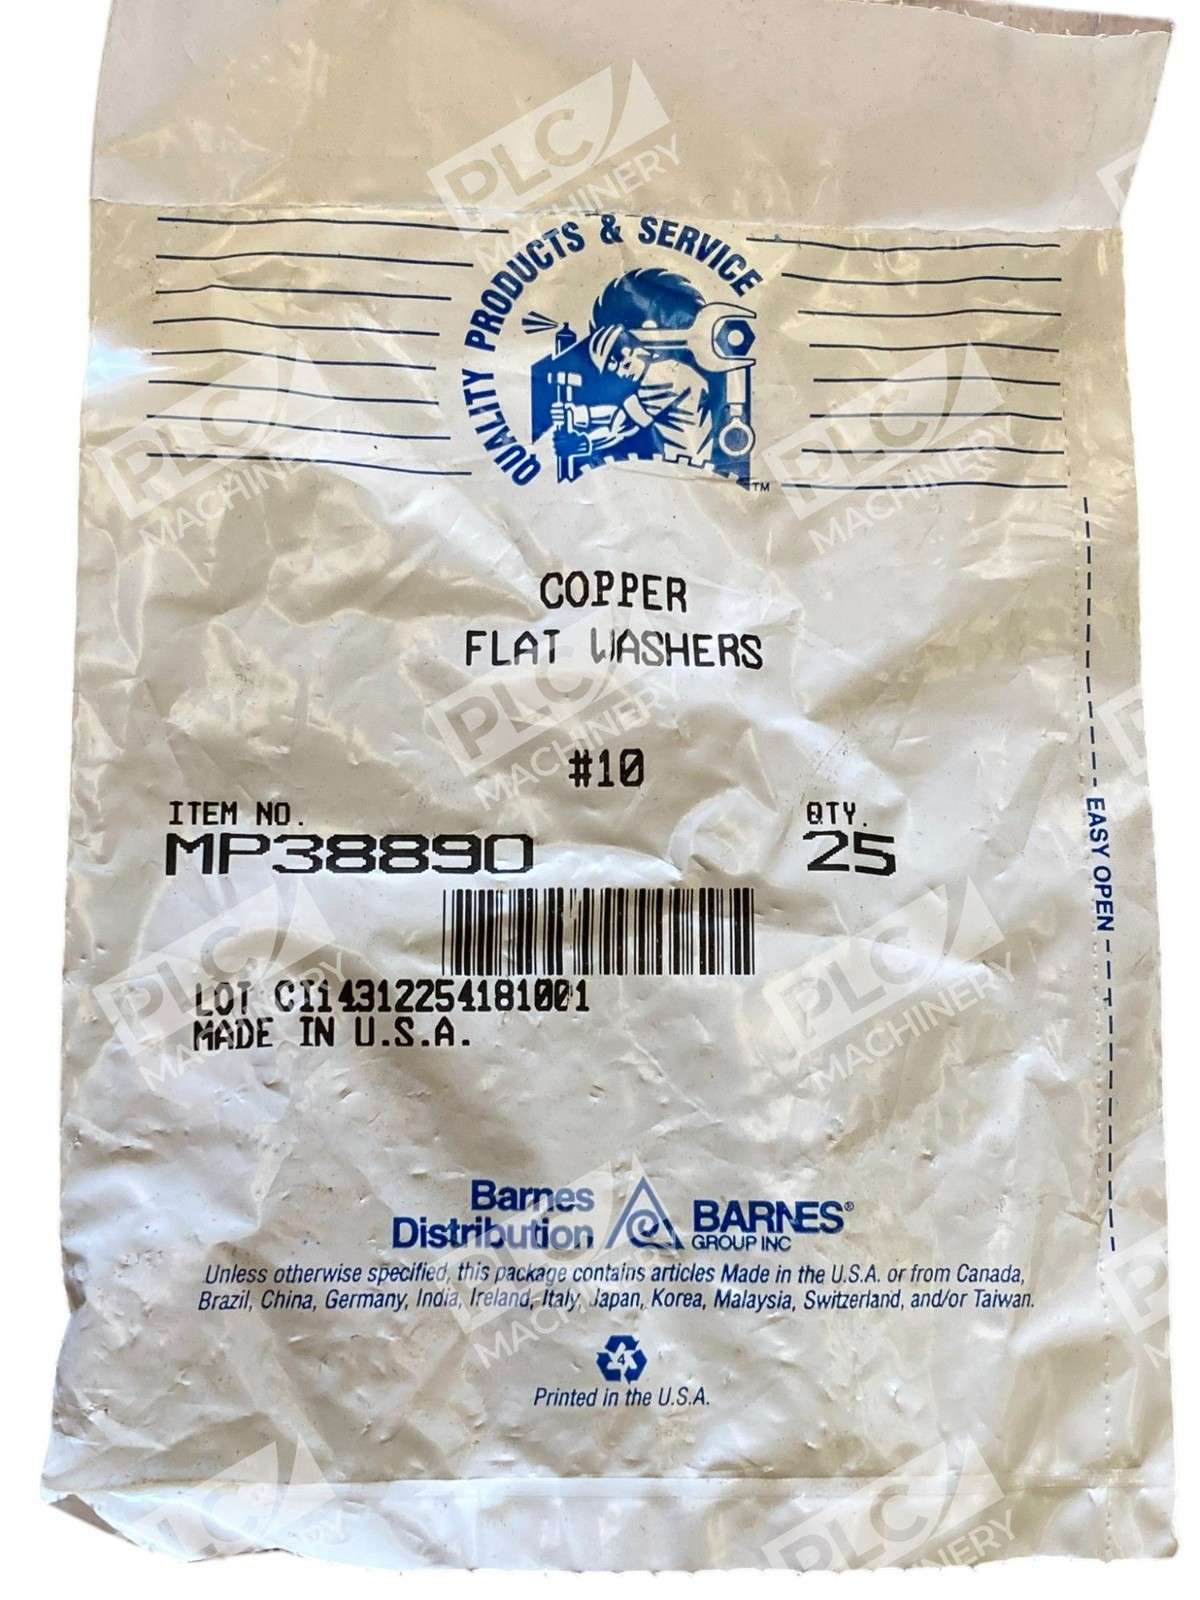 QUALITY PRODUCTS & SERVICE
TM
COPPER
FLAT WASHERS
#10
ITEM NO.
MP38890
QTY.
25
EASY OPEN
LOT CI14312254181001
MADE IN U.S.A.
Barnes
Distribution
BARNES®
GROUP INC
Unless otherwise specified, this package contains articles Made in the U.S.A. or from Canada,
Brazil, China, Germany, India, Ireland, Italy, Japan, Korea, Malaysia, Switzerland, and/or Taiwan.
4
Printed in the U.S.A.
PLC
MACHINERY